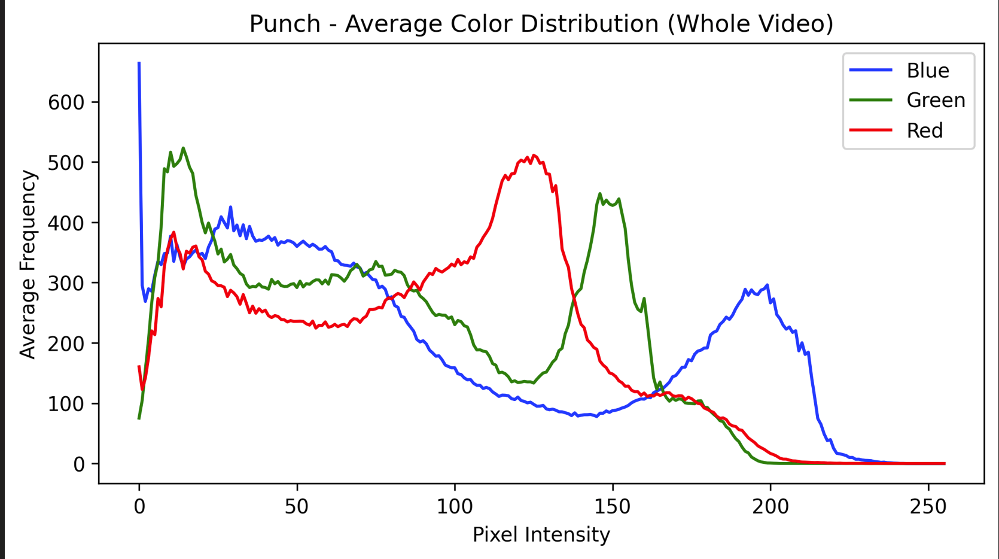 Punch - Average Color Distribution (Whole Video)
Blue
Green
Red
Average Frequency
600
500
400
300
200
100
0
0 50 100 150 200 250
Pixel Intensity